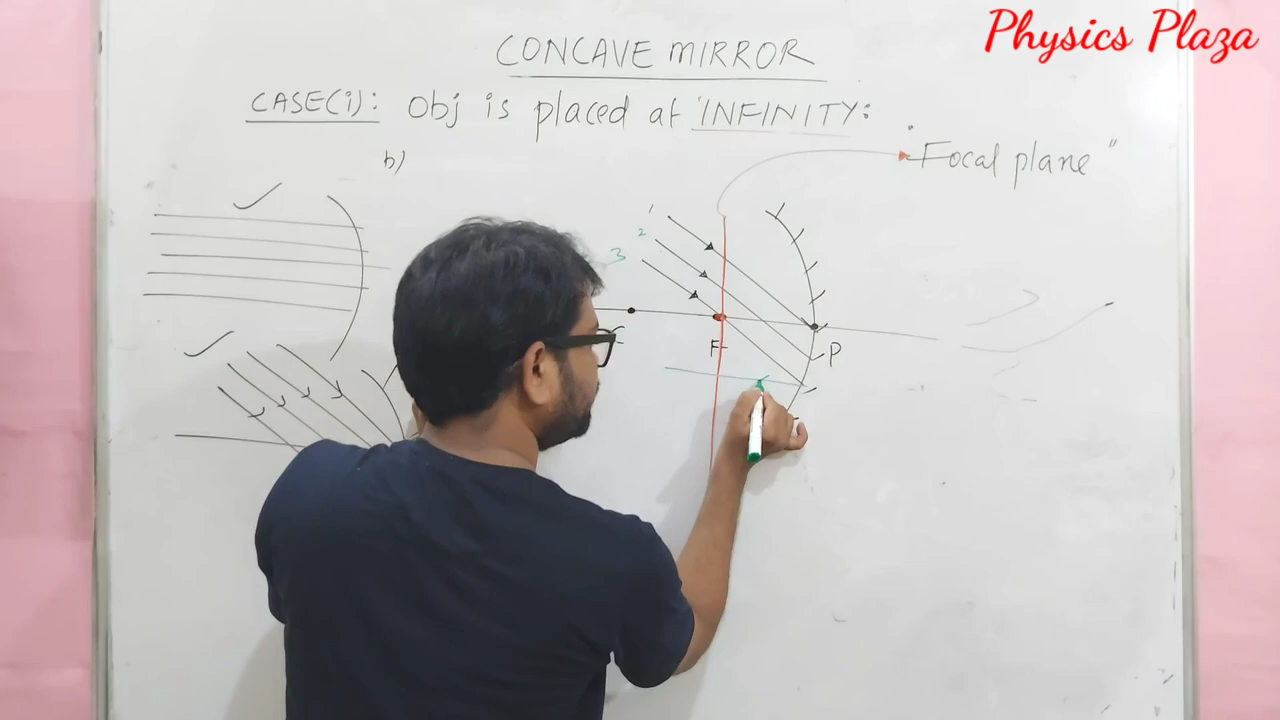 Physics Plaza
CONCAVE MIRROR
CASE(i): obj is placed at INFINITY:
b)
"Focal plane"
1
2
3
F
P